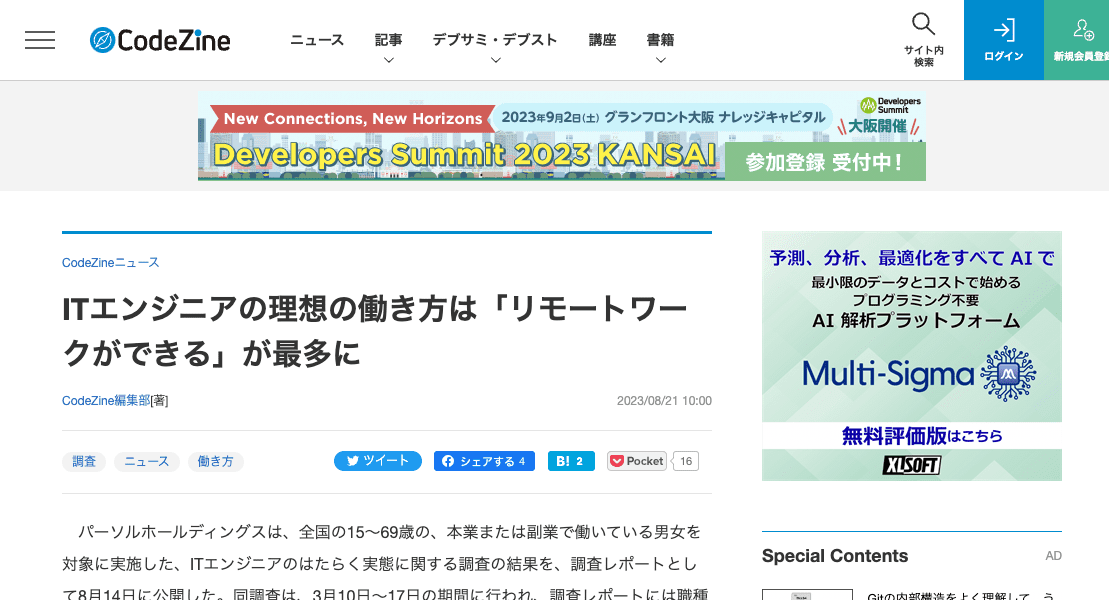 CodeZine
ニュース
記事
デブサミ・デブスト
講座
書籍
サイト内
検索
ログイン
新規会員登録
New Connections, New Horizons
2023年9月2日(土) グランフロント大阪 ナレッジキャピタル
Developers
Summit
大阪開催
Developers Summit 2023 KANSAI
参加登録 受付中！
CodeZineニュース
ITエンジニアの理想の働き方は「リモートワー
クができる」が最多に
CodeZine編集部[著]
2023/08/21 10:00
調査
ニュース
働き方
ツイート
シェアする 4
B! 2
Pocket
16
パーソルホールディングスは、全国の15〜69歳の、本業または副業で働いている男女を
対象に実施した、ITエンジニアのはたらく実態に関する調査の結果を、調査レポートとし
て8月14日に公開した。同調査は、3月10日〜17日の期間に行われ、調査レポートには職種
予測、分析、最適化をすべて AI で
最小限のデータとコストで始める
プログラミング不要
AI 解析プラットフォーム
Multi-Sigma
無料評価版はこちら
XLSOFT
Special Contents
AD
Gitの内部構造をよく理解して、う